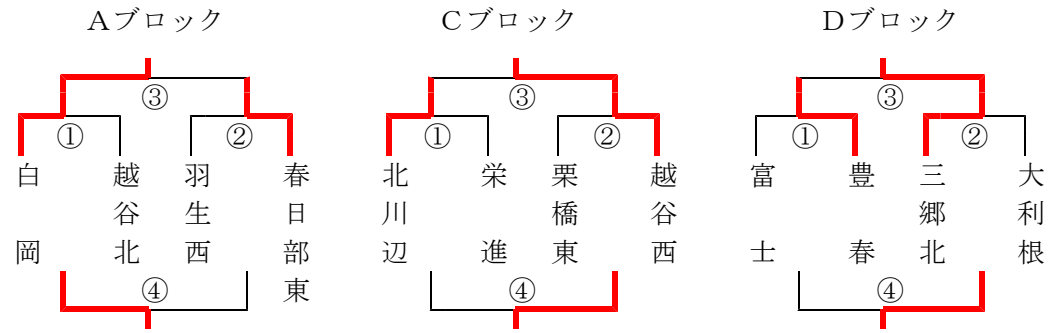 Aブロック
Cブロック
Dブロック
③
③
③
①
②
①
②
①
②
白岡
越谷北
羽生西
春日部東
北川辺
栄進
栗橋東
越谷西
富士
豊春
三郷北
大利根
④
④
④